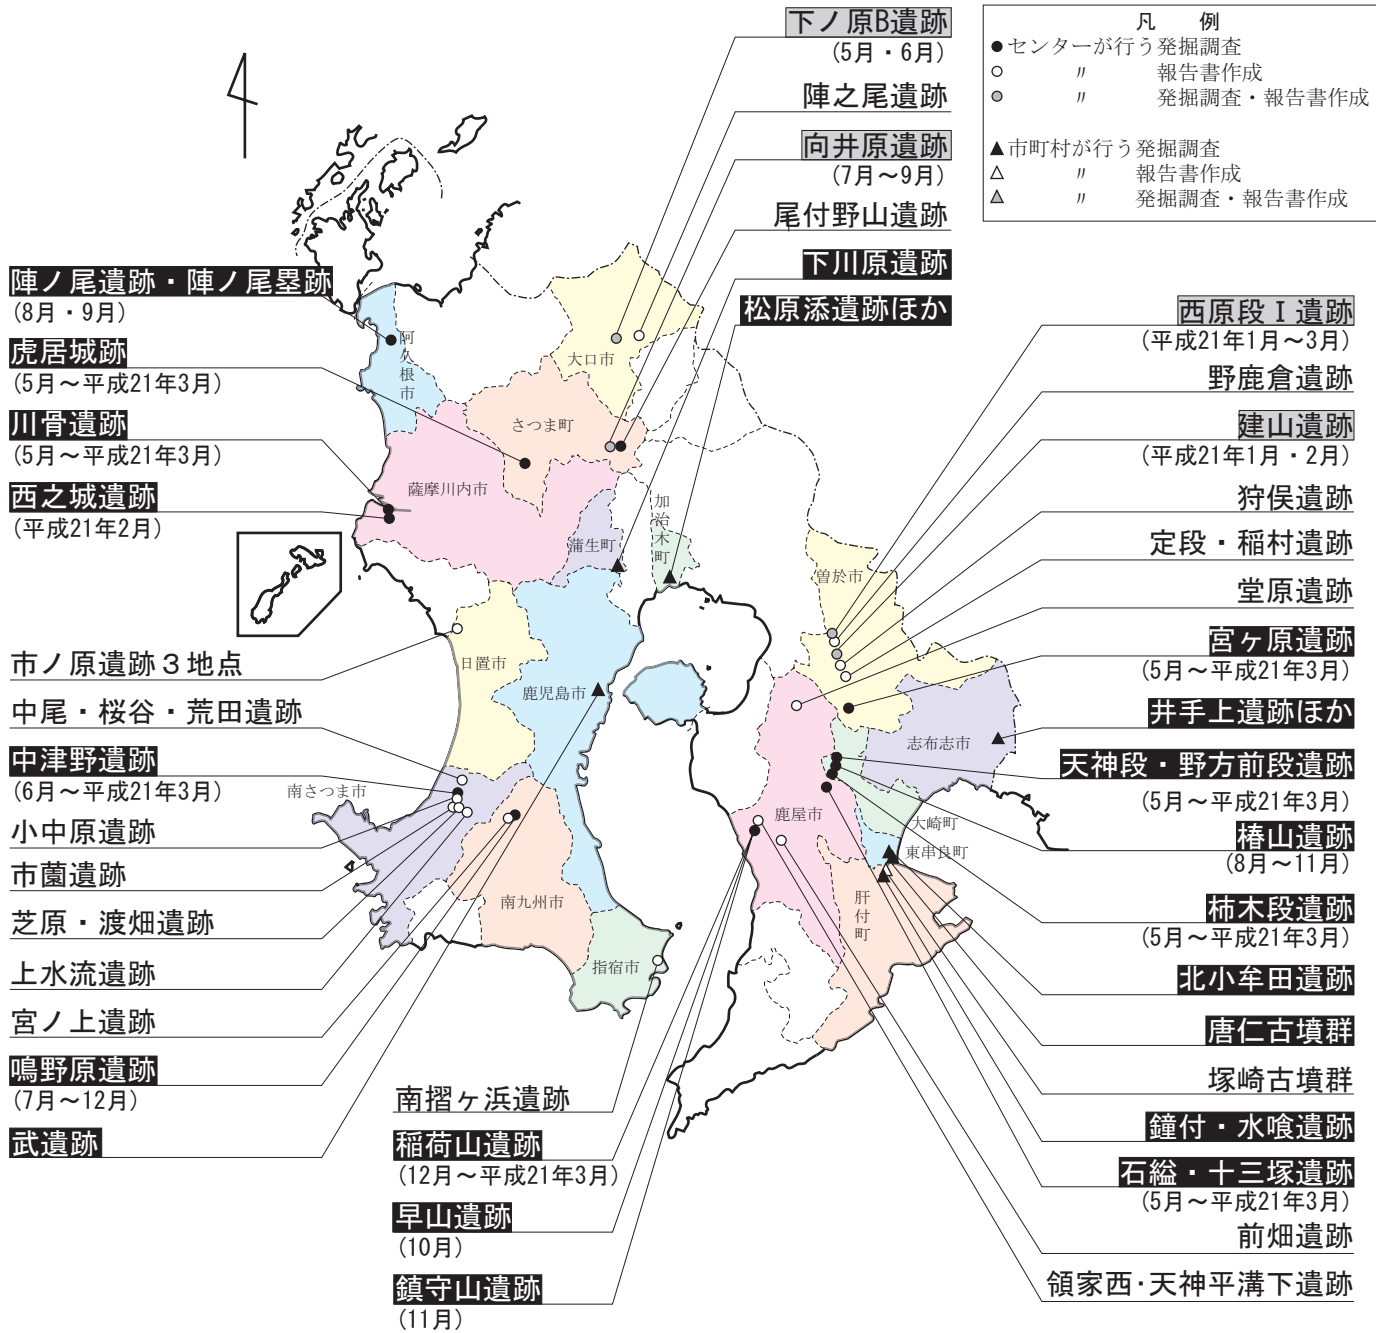 凡　例
●センターが行う発掘調査
○　〃　報告書作成
●　〃　発掘調査・報告書作成
▲市町村が行う発掘調査
△　〃　報告書作成
▲　〃　発掘調査・報告書作成
下ノ原B遺跡
(5月・6月)
陣之尾遺跡
向井原遺跡
(7月～9月)
尾付野山遺跡
下川原遺跡
松原添遺跡ほか
陣ノ尾遺跡・陣ノ尾塁跡
(8月・9月)
虎居城跡
(5月～平成21年3月)
川骨遺跡
(5月～平成21年3月)
西之城遺跡
(平成21年2月)
市ノ原遺跡３地点
中尾・桜谷・荒田遺跡
中津野遺跡
(6月～平成21年3月)
小中原遺跡
市薗遺跡
芝原・渡畑遺跡
上水流遺跡
宮ノ上遺跡
鳴野原遺跡
(7月～12月)
武遺跡
南摺ヶ浜遺跡
稲荷山遺跡
(12月～平成21年3月)
早山遺跡
(10月)
鎮守山遺跡
(11月)
西原段Ⅰ遺跡
(平成21年1月～3月)
野鹿倉遺跡
建山遺跡
(平成21年1月・2月)
狩俣遺跡
定段・稲村遺跡
堂原遺跡
宮ヶ原遺跡
(5月～平成21年3月)
井手上遺跡ほか
天神段・野方前段遺跡
(5月～平成21年3月)
椿山遺跡
(8月～11月)
柿木段遺跡
(5月～平成21年3月)
北小牟田遺跡
唐仁古墳群
塚崎古墳群
鐘付・水喰遺跡
石縊・十三塚遺跡
(5月～平成21年3月)
前畑遺跡
領家西・天神平溝下遺跡
阿久根市
大口市
さつま町
薩摩川内市
蒲生町
加治木町
曽於市
日置市
鹿児島市
志布志市
南さつま市
鹿屋市
大崎町
東串良町
南九州市
肝付町
指宿市